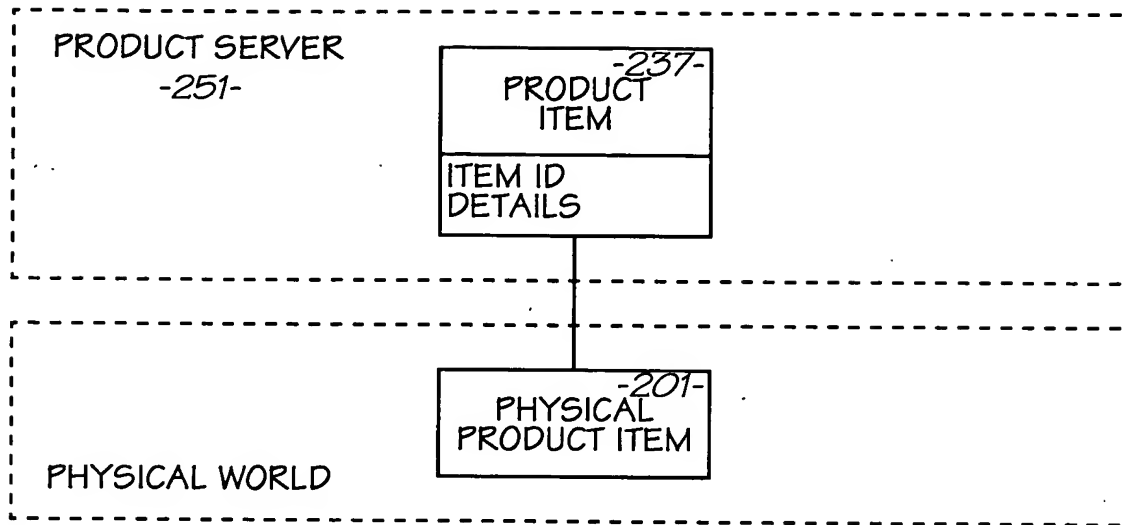 PRODUCT SERVER
-251-
-237-
PRODUCT
ITEM
ITEM ID
DETAILS
-201-
PHYSICAL
PRODUCT ITEM
PHYSICAL WORLD